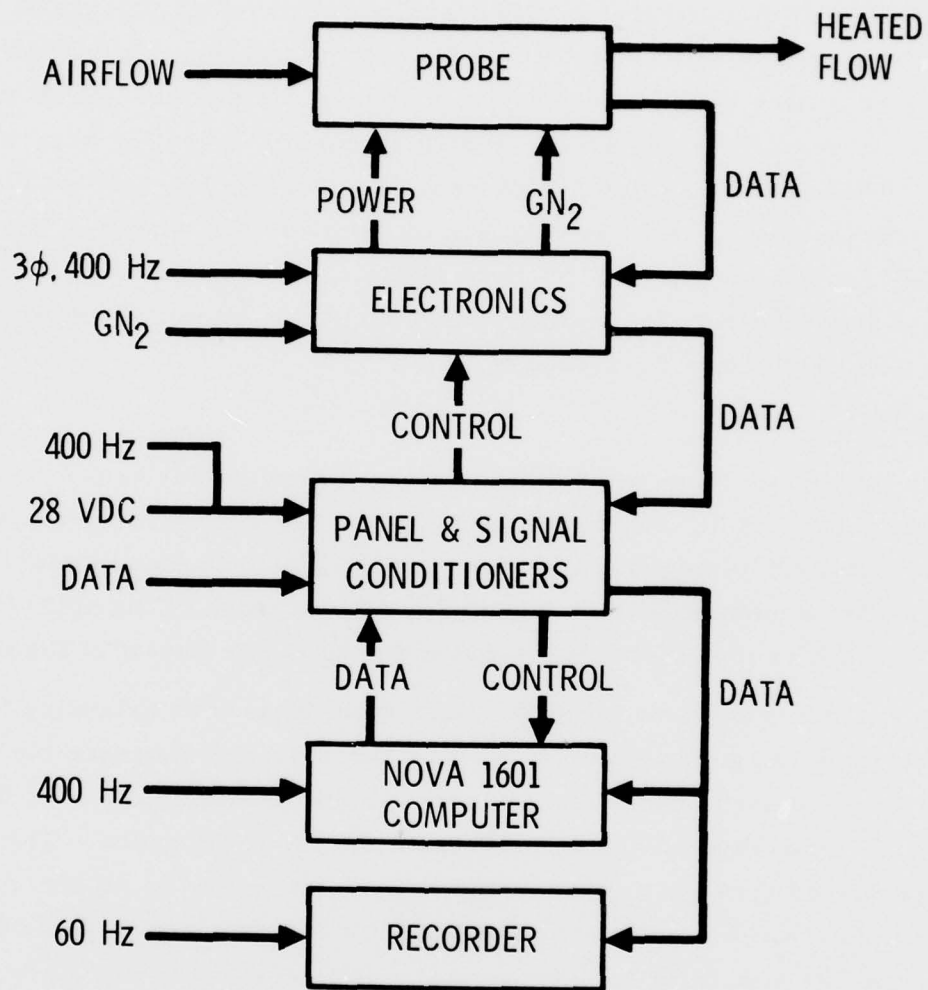 HEATED
FLOW
AIRFLOW
PROBE
DATA
POWER
GN₂
3ϕ, 400 Hz
ELECTRONICS
GN₂
CONTROL
DATA
400 Hz
28 VDC
PANEL & SIGNAL
CONDITIONERS
DATA
DATA
CONTROL
DATA
400 Hz
NOVA 1601
COMPUTER
60 Hz
RECORDER